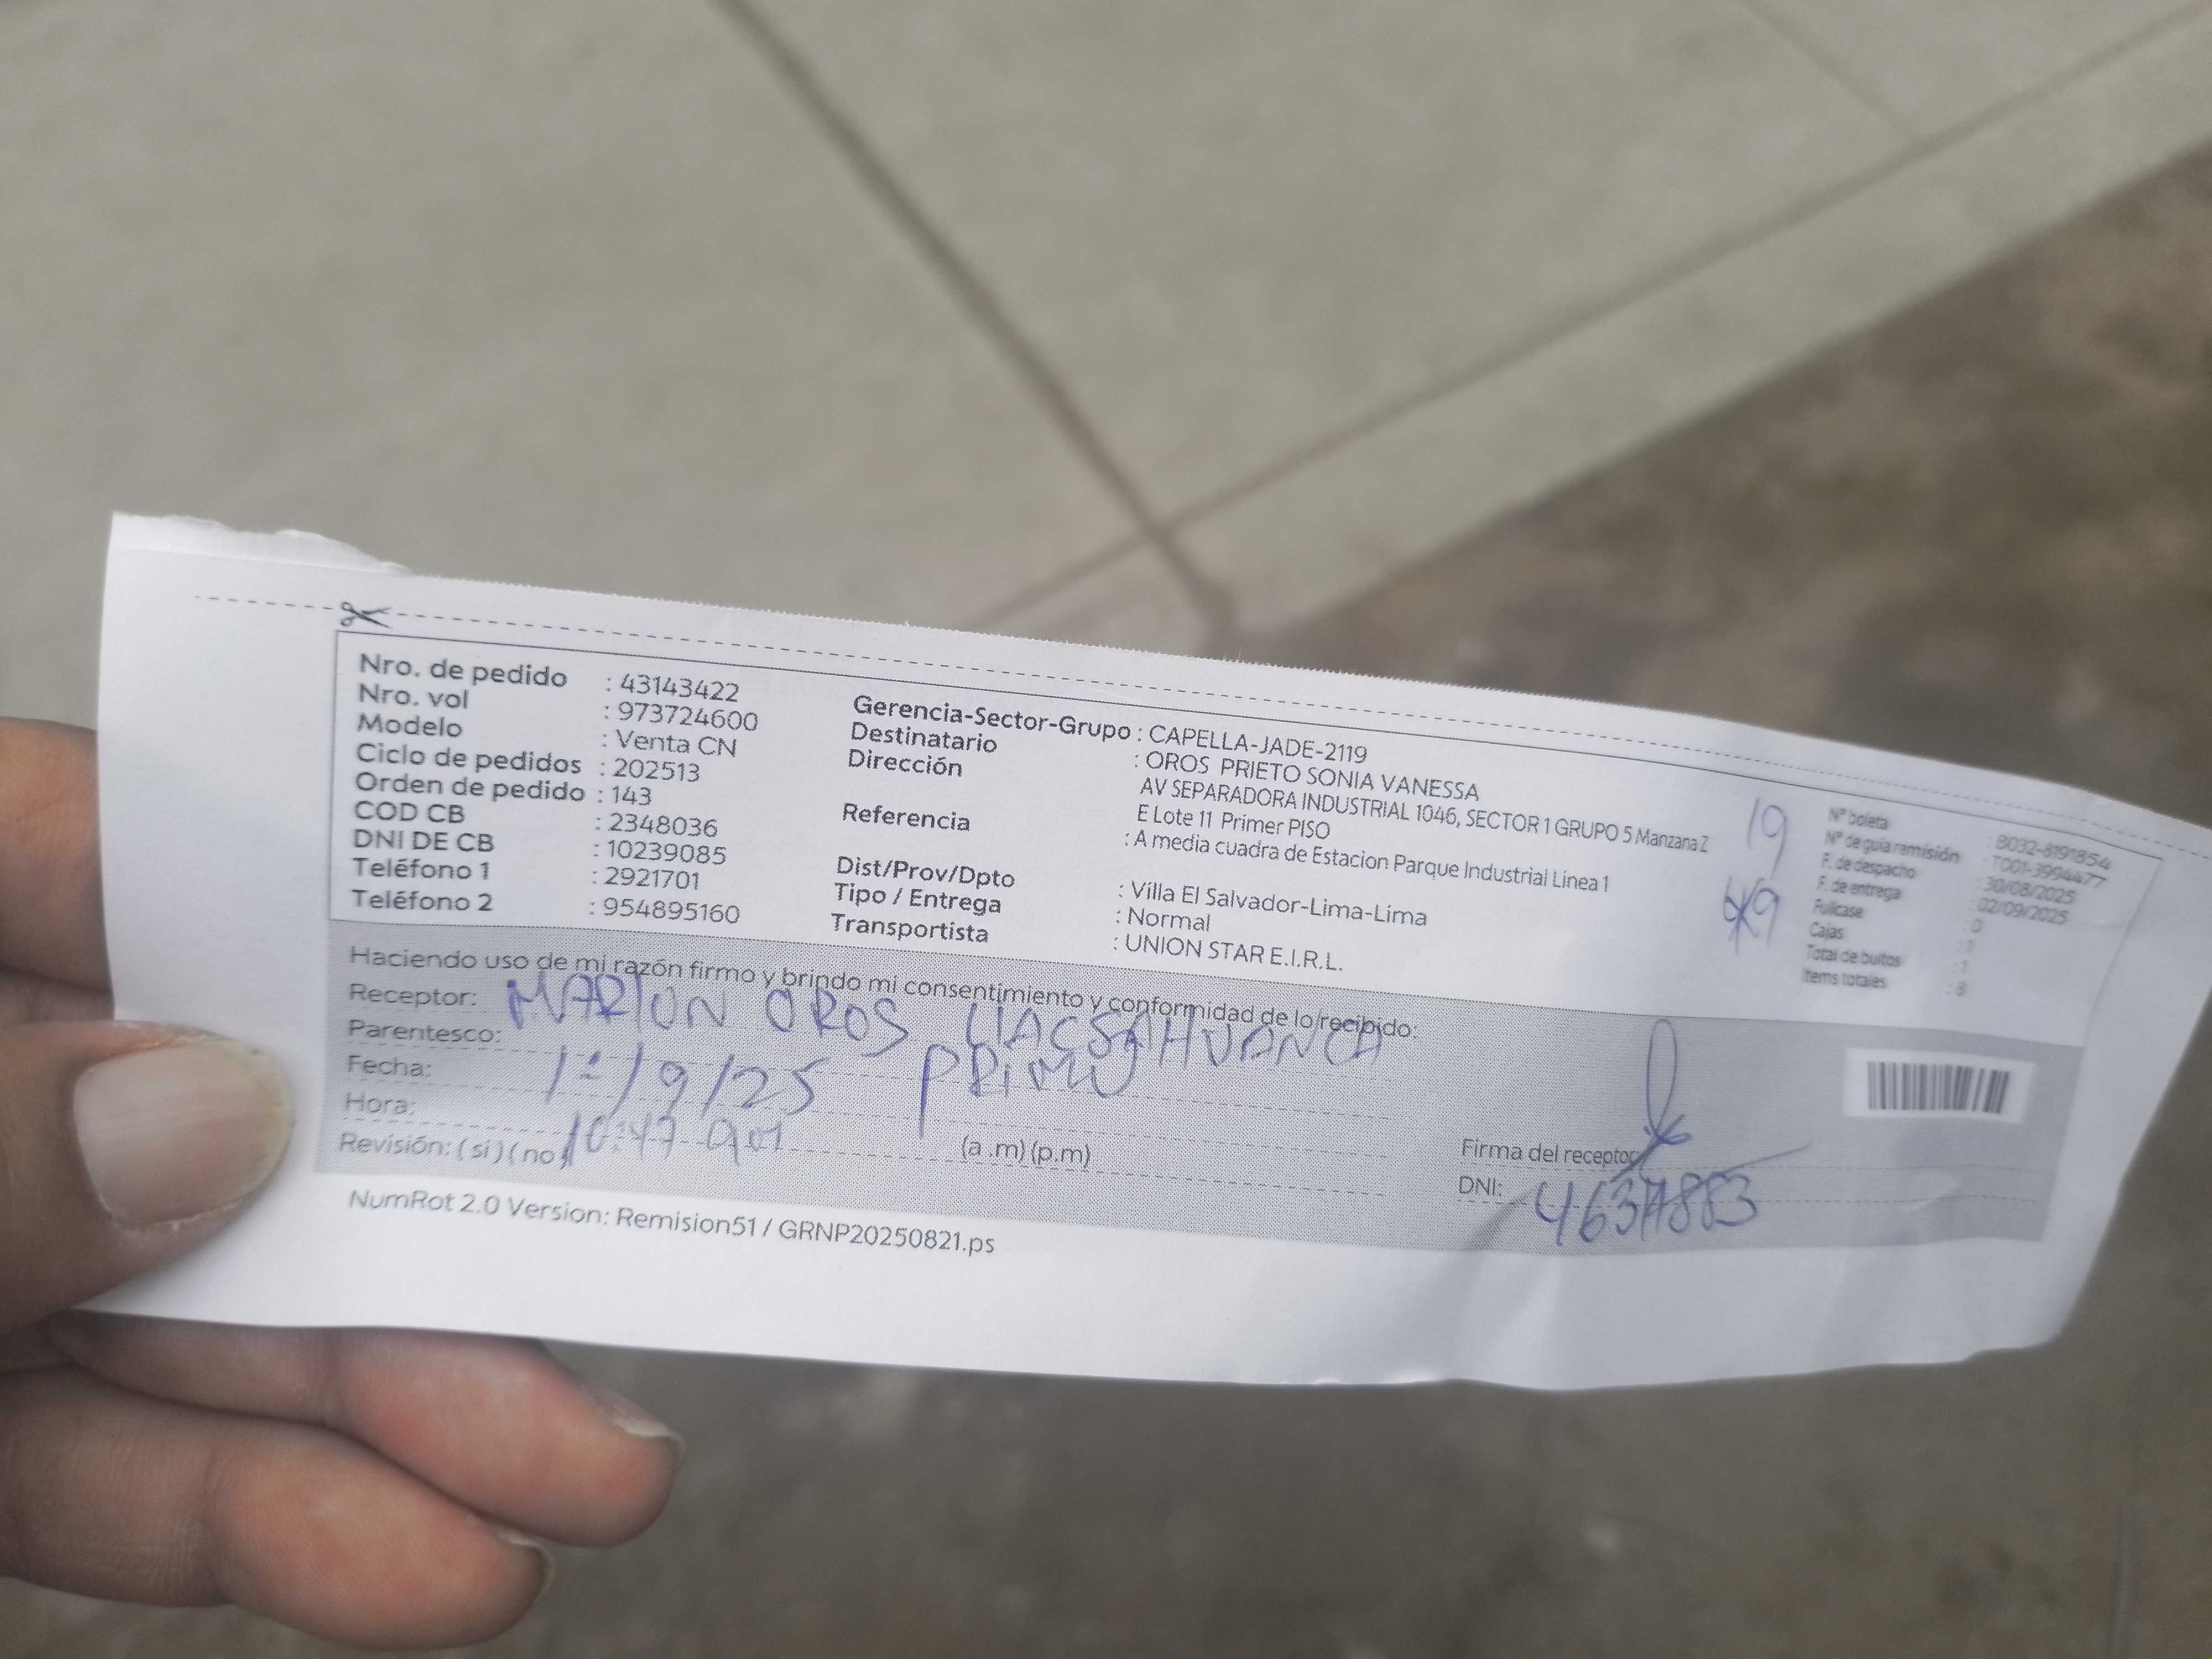 Nro. de pedido : 43143422
Nro. vol : 973724600
Modelo : Venta CN
Ciclo de pedidos : 202513
Orden de pedido : 143
COD CB : 2348036
DNI DE CB : 10239085
Teléfono 1 : 2921701
Teléfono 2 : 954895160
Gerencia-Sector-Grupo : CAPELLA-JADE-2119
Destinatario : OROS PRIETO SONIA VANESSA
Dirección AV SEPARADORA INDUSTRIAL 1046, SECTOR 1 GRUPO 5 Manzana Z
E Lote 11 Primer PISO
Referencia : A media cuadra de Estacion Parque Industrial Linea 1
Dist/Prov/Dpto : Villa El Salvador-Lima-Lima
Tipo / Entrega : Normal
Transportista : UNION STAR E.I.R.L.
19
Nº boleta : B032-8191854
Nº de guía remisión : T001-3994477
F. de despacho : 30/08/2025
F. de entrega : 02/09/2025
Fullcase : 0
Cajas : 1
Total de bultos : 1
Items totales : 8
Haciendo uso de mi razón firmo y brindo mi consentimiento y conformidad de lo recibido:
Receptor: MARION OROS LLACSAHUANCA
Parentesco: PRIMO
Fecha: 1º/9/25
Hora: 10:47 (a .m) (p.m)
Revisión: ( si ) ( no )
Firma del receptor
DNI:
NumRot 2.0 Version: Remision51 / GRNP20250821.ps